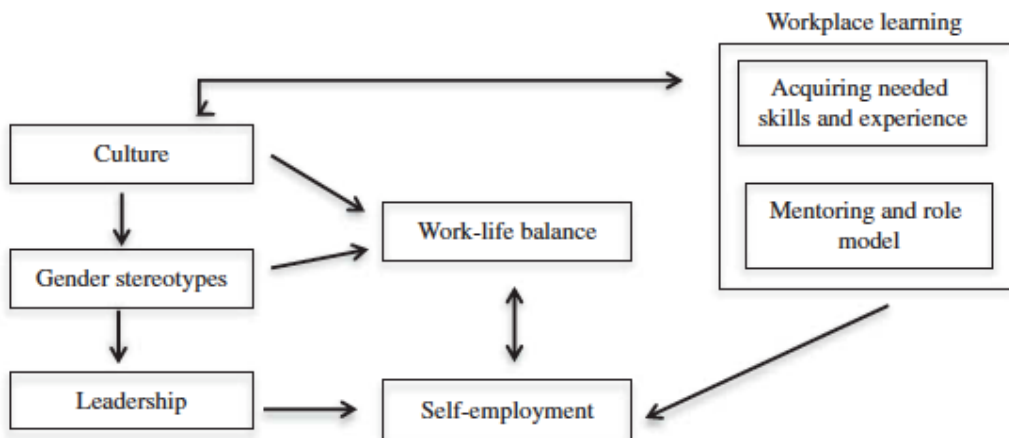 Workplace learning
Acquiring needed
skills and experience
Culture
Mentoring and role
model
Work-life balance
Gender stereotypes
Leadership
Self-employment